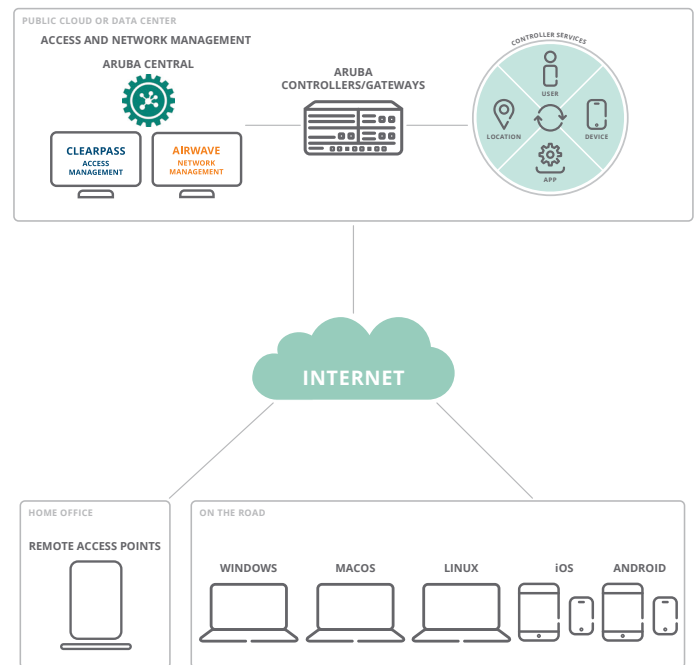 PUBLIC CLOUD OR DATA CENTER
ACCESS AND NETWORK MANAGEMENT
ARUBA CENTRAL
CLEARPASS
ACCESS
MANAGEMENT
AIRWAVE
NETWORK
MANAGEMENT
ARUBA
CONTROLLERS/GATEWAYS
CONTROLLER SERVICES
USER
LOCATION
DEVICE
APP
INTERNET
HOME OFFICE
REMOTE ACCESS POINTS
ON THE ROAD
WINDOWS
MACOS
LINUX
iOS
ANDROID